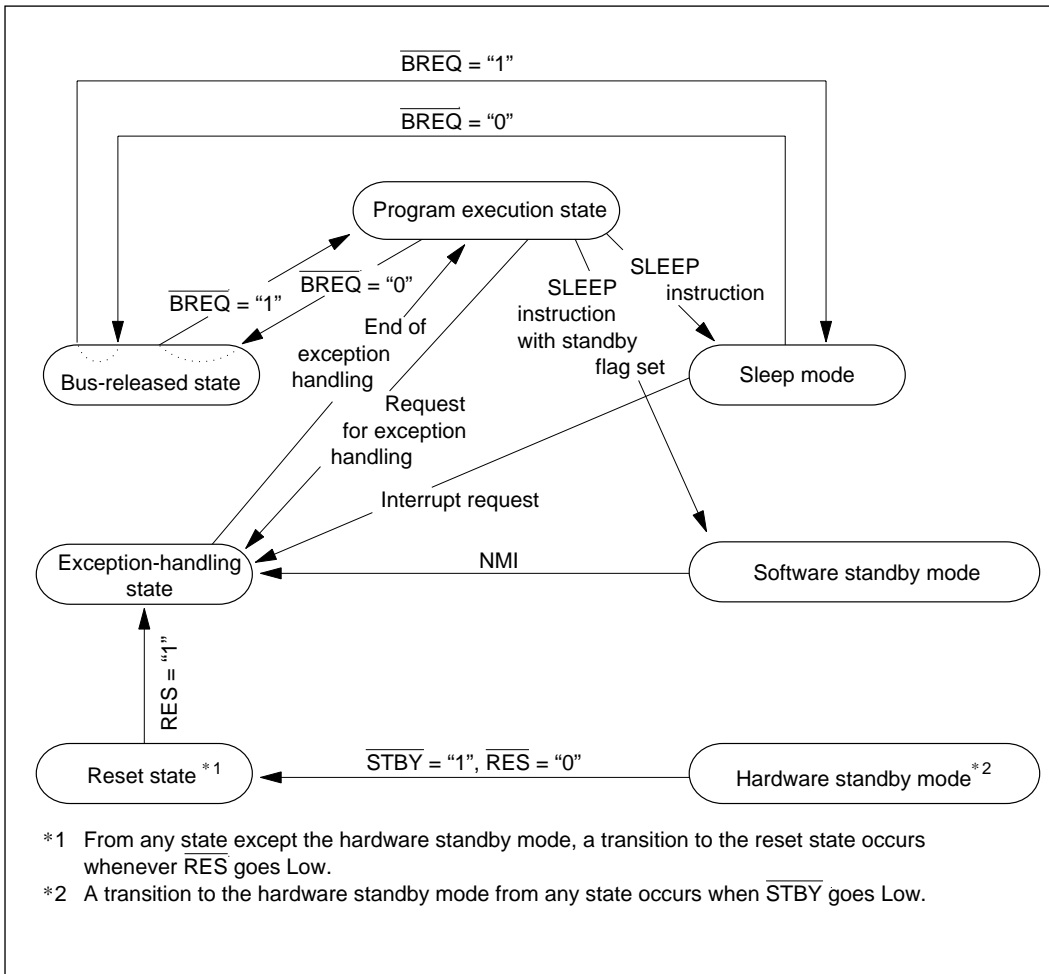 BREQ = “1”
BREQ = “0”
Program execution state
BREQ = “1”
BREQ = “0”
SLEEP
instruction
SLEEP
instruction
with standby
flag set
End of
exception
handling
Bus-released state
Sleep mode
Request
for exception
handling
Interrupt request
Exception-handling
state
NMI
Software standby mode
RES = “1”
Reset state *1
STBY = “1”, RES = “0”
Hardware standby mode*2
*1 From any state except the hardware standby mode, a transition to the reset state occurs
whenever RES goes Low.
*2 A transition to the hardware standby mode from any state occurs when STBY goes Low.